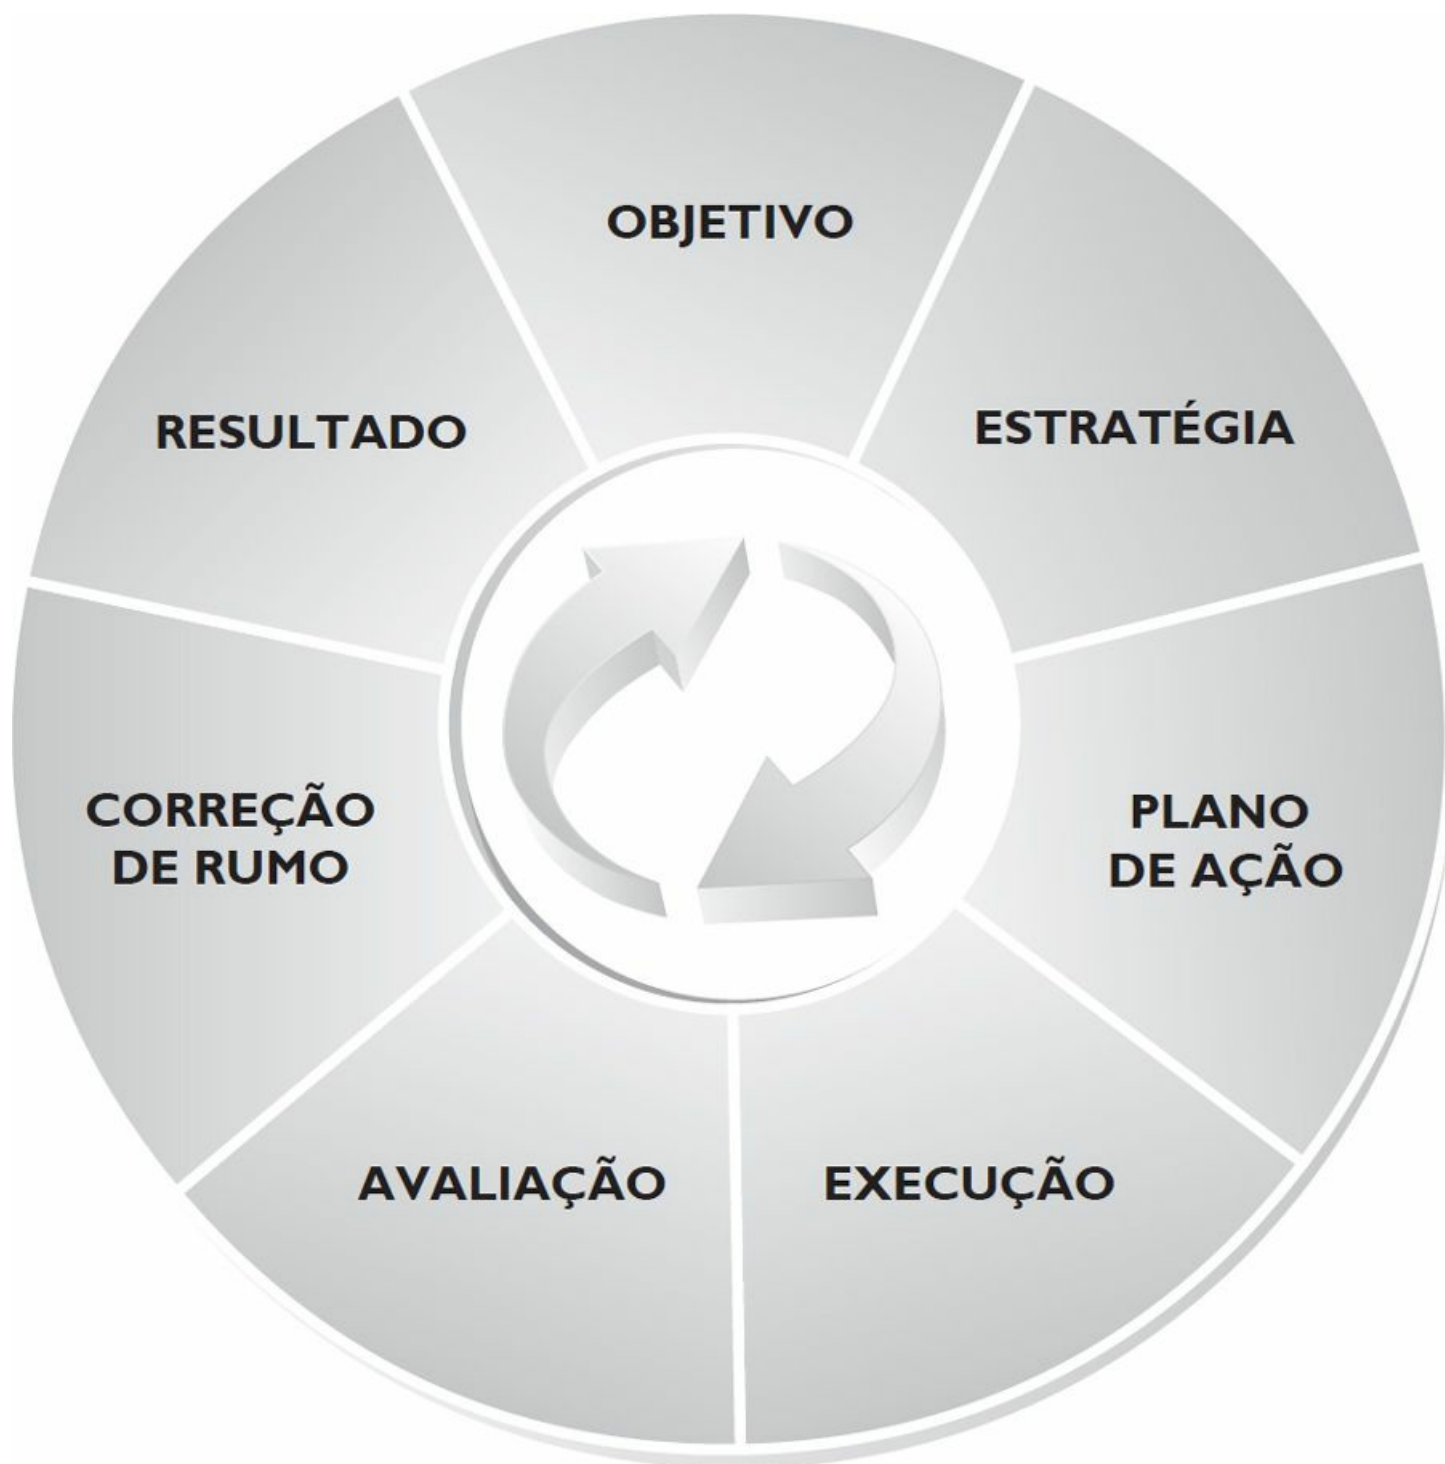 OBJETIVO
ESTRATÉGIA
PLANO
DE AÇÃO
EXECUÇÃO
AVALIAÇÃO
CORREÇÃO
DE RUMO
RESULTADO